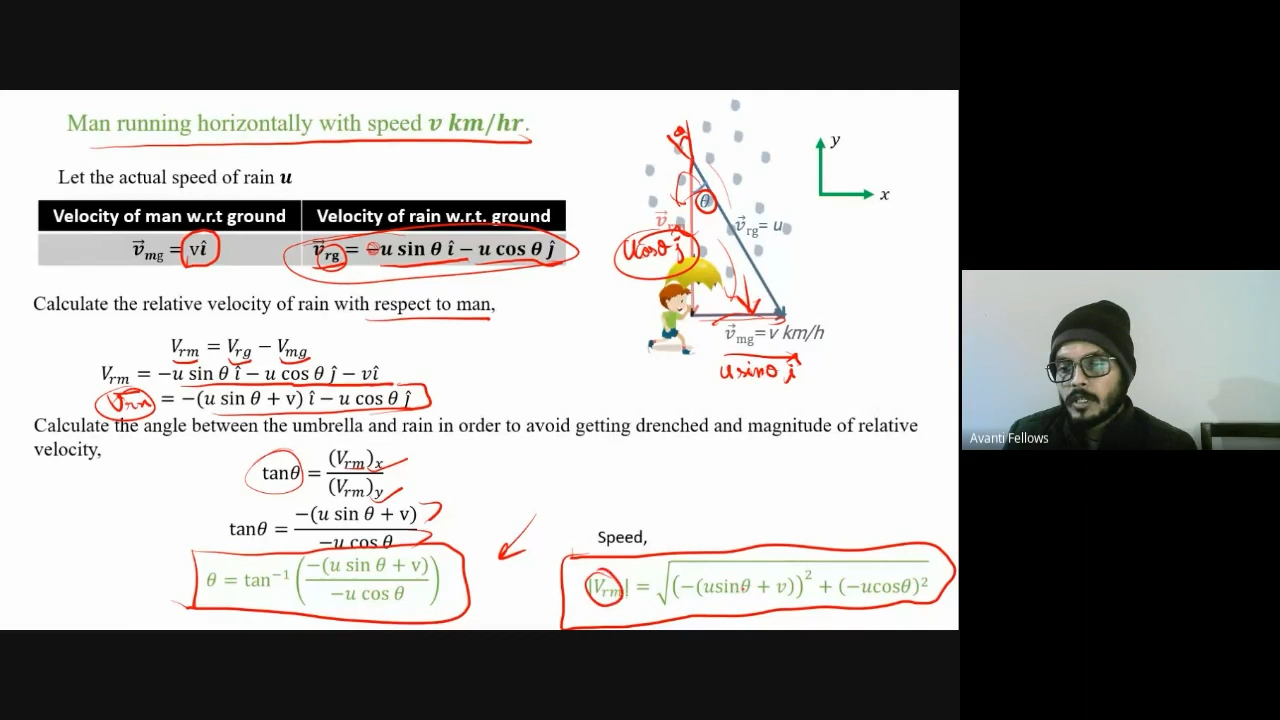 Man running horizontally with speed v km/hr.
Let the actual speed of rain u
Velocity of man w.r.t ground Velocity of rain w.r.t. ground
v⃗mg = vî v⃗rg = -u sin θ î − u cos θ ĵ
Calculate the relative velocity of rain with respect to man,
Vrm = Vrg − Vmg
Vrm = −u sin θ î − u cos θ ĵ − vî
Vrm = −(u sin θ + v) î − u cos θ ĵ
Calculate the angle between the umbrella and rain in order to avoid getting drenched and magnitude of relative
velocity,
tanθ = (Vrm)x / (Vrm)y
tanθ = −(u sin θ + v) / −u cos θ
θ = tan⁻¹ (−(u sin θ + v) / −u cos θ)
Speed,
|Vrm| = √((−(usinθ + v))² + (−ucosθ)²)
θ
θ
v⃗rg = u
ucosθ ĵ
v⃗mg = v km/h
usinθ î
y
x
Avanti Fellows